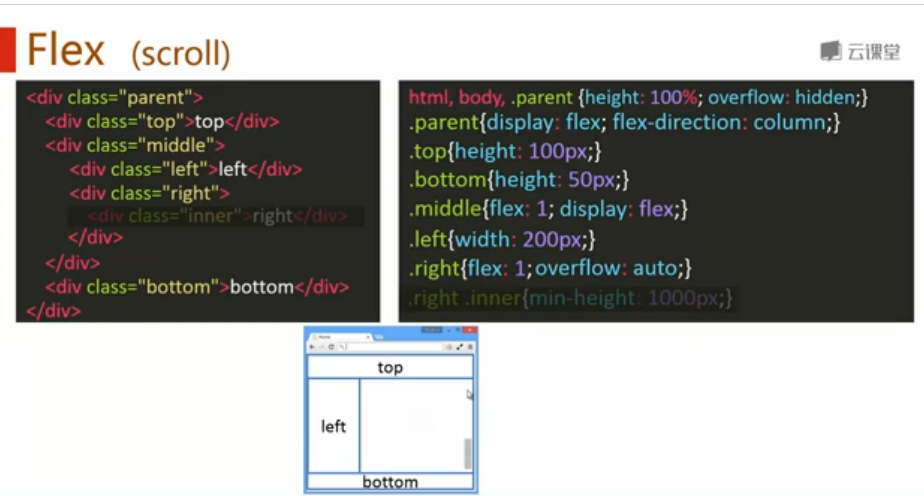 Flex (scroll)
云课堂
<div class="parent">
<div class="top">top</div>
<div class="middle">
<div class="left">left</div>
<div class="right">
<div class="inner">right</div>
</div>
</div>
<div class="bottom">bottom</div>
</div>
html, body, .parent {height: 100%; overflow: hidden;}
.parent{display: flex; flex-direction: column;}
.top{height: 100px;}
.bottom{height: 50px;}
.middle{flex: 1; display: flex;}
.left{width: 200px;}
.right{flex: 1; overflow: auto;}
.right .inner{min-height: 1000px;}
top
left
bottom